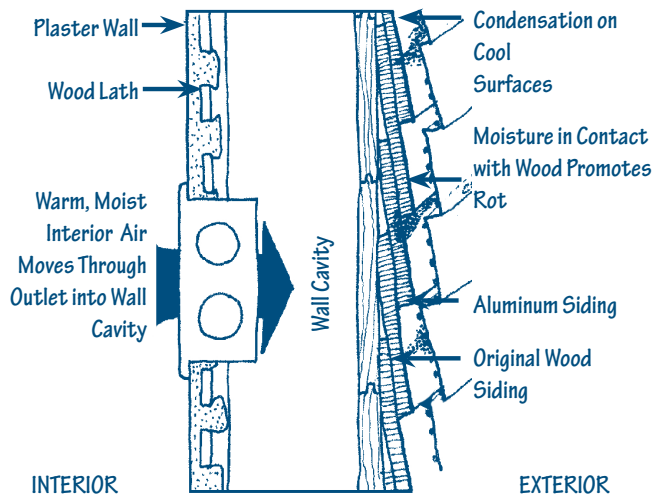 Plaster Wall
Wood Lath
Warm, Moist
Interior Air
Moves Through
Outlet into Wall
Cavity
Wall Cavity
Condensation on
Cool
Surfaces
Moisture in Contact
with Wood Promotes
Rot
Aluminum Siding
Original Wood
Siding
INTERIOR
EXTERIOR